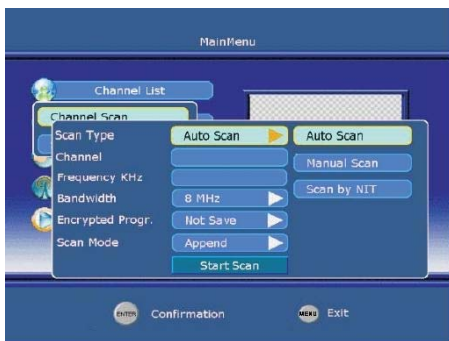 MainMenu
Channel List
Channel Scan
Scan Type Auto Scan Auto Scan
Channel Manual Scan
Frequency KHz Scan by NIT
Bandwidth 8 MHz
Encrypted Progr. Not Save
Scan Mode Append
Start Scan
ENTER Confirmation MENU Exit